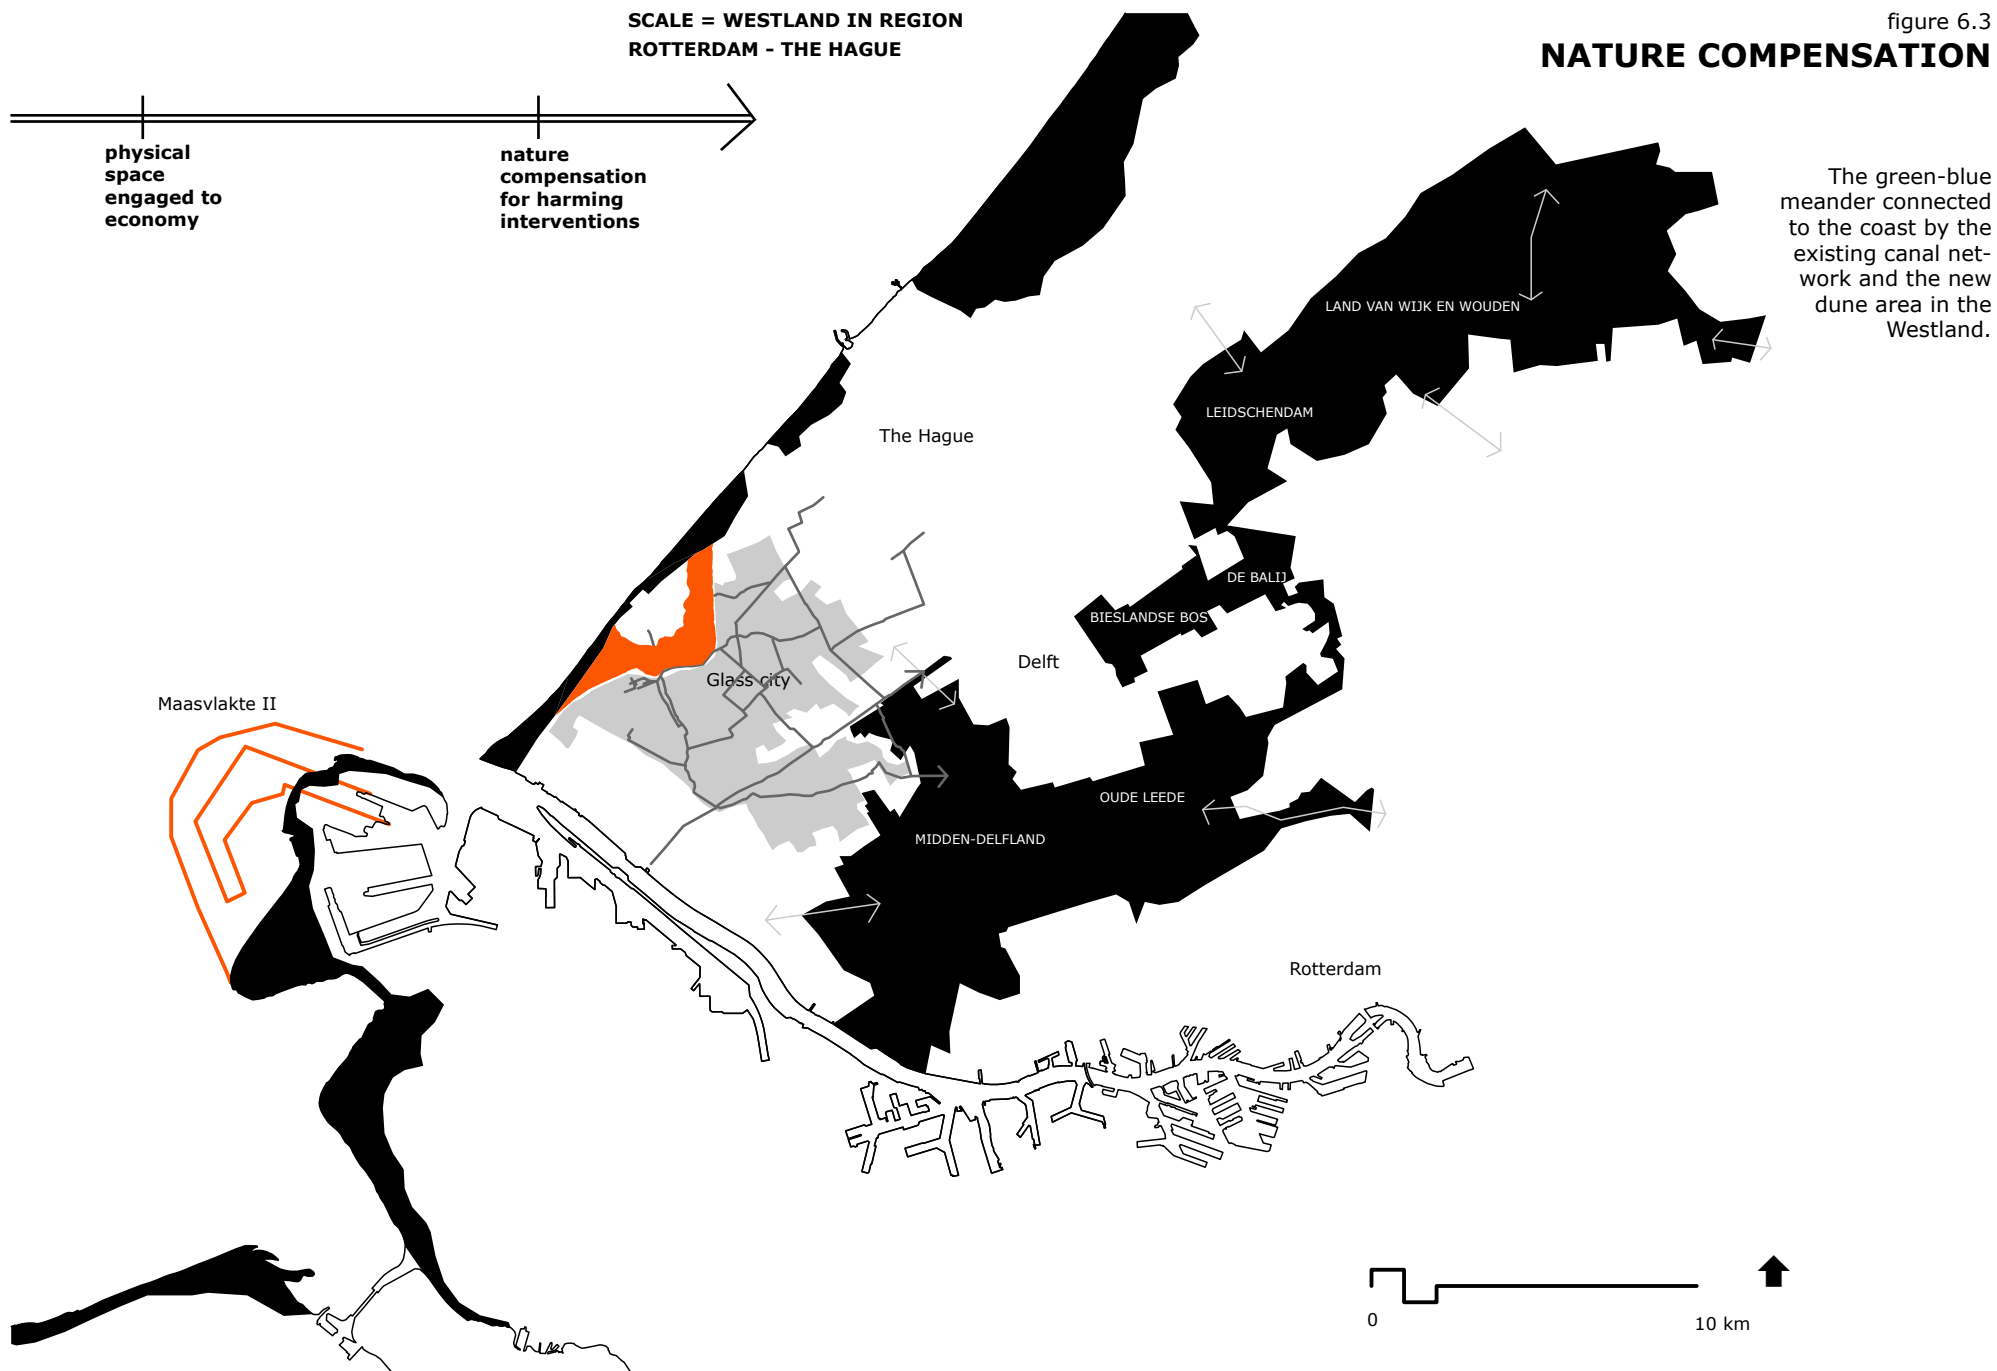 SCALE = WESTLAND IN REGION
ROTTERDAM - THE HAGUE
figure 6.3
NATURE COMPENSATION
physical
space
engaged to
economy
nature
compensation
for harming
interventions
The green-blue
meander connected
to the coast by the
existing canal net-
work and the new
dune area in the
Westland.
LAND VAN WIJK EN WOUDEN
LEIDSCHENDAM
The Hague
DE BALIJ
BIESLANDSE BOS
Delft
Glass city
Maasvlakte II
OUDE LEEDE
MIDDEN-DELFLAND
Rotterdam
0
10 km